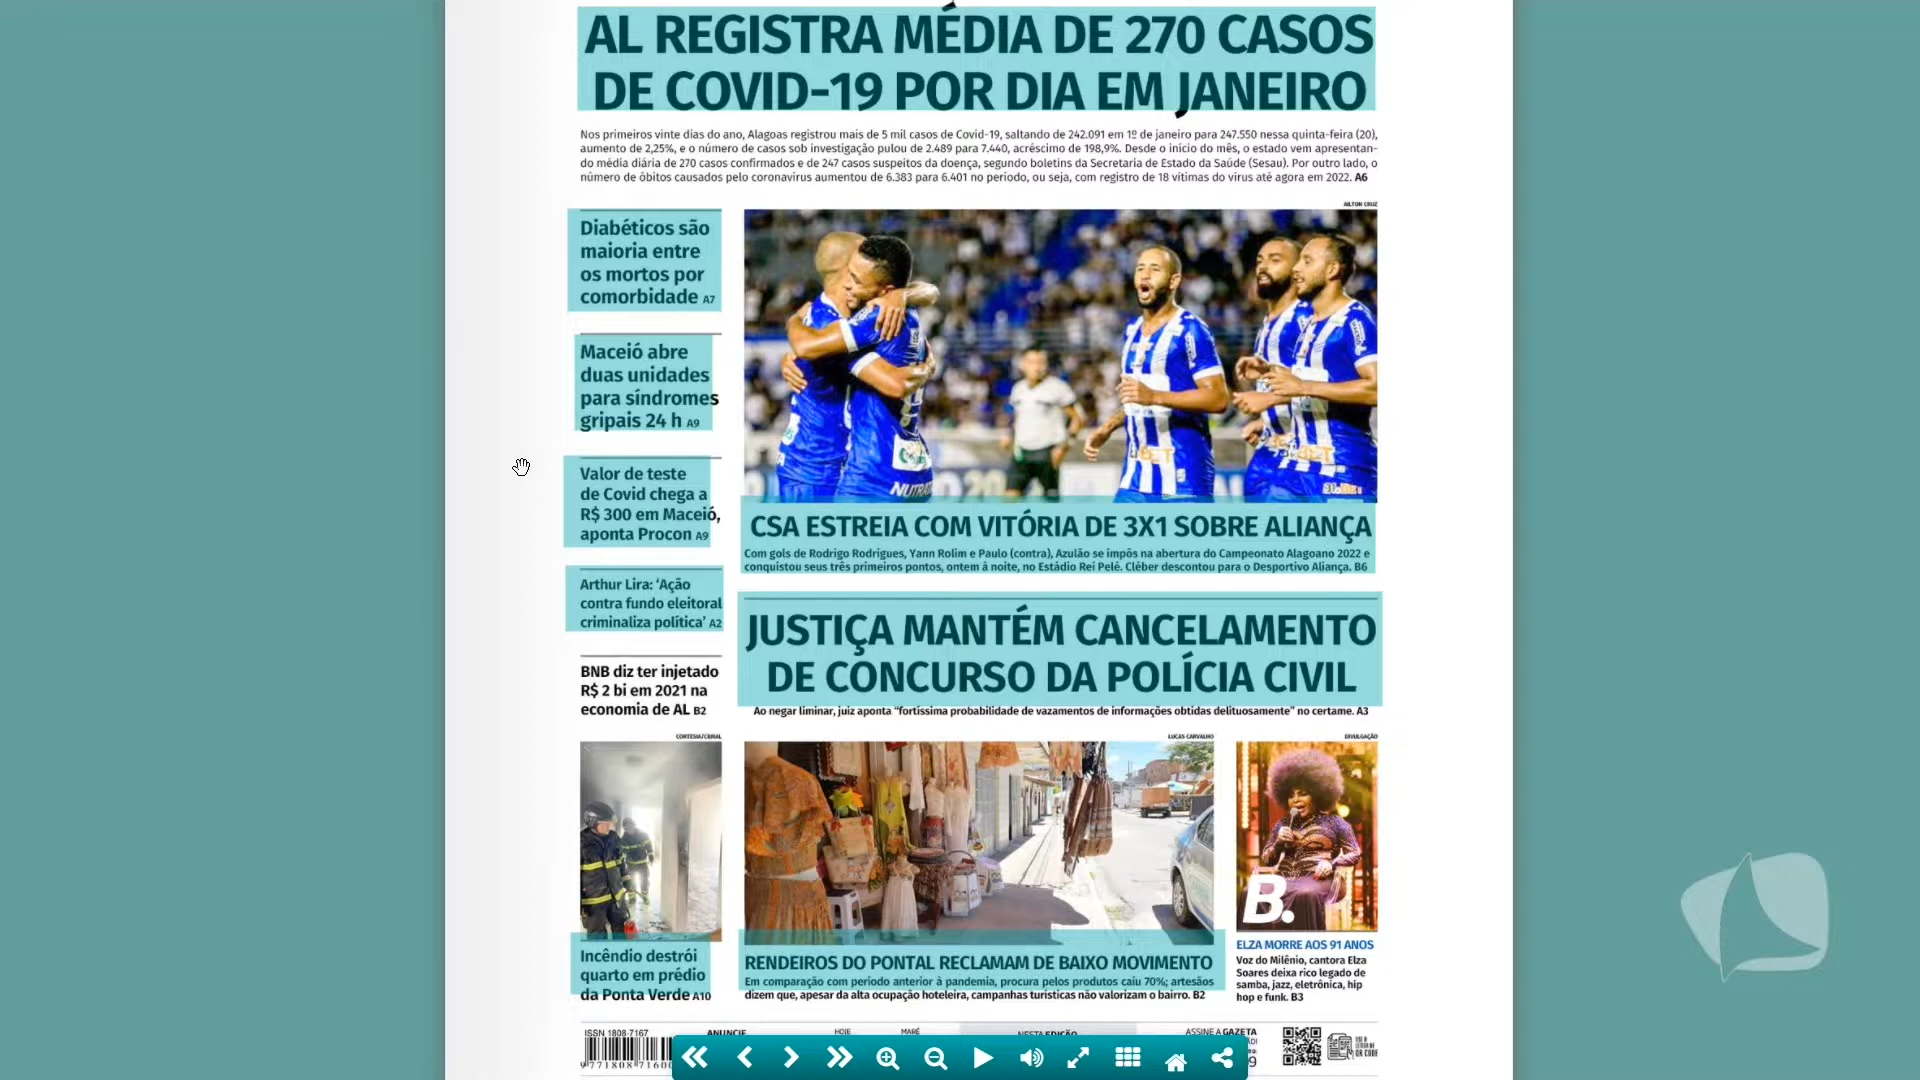 AL REGISTRA MÉDIA DE 270 CASOS
DE COVID-19 POR DIA EM JANEIRO
Nos primeiros vinte dias do ano, Alagoas registrou mais de 5 mil casos de Covid-19, saltando de 242.091 em 1º de janeiro para 247.550 nessa quinta-feira (20),
aumento de 2,25%, e o número de casos sob investigação pulou de 2.489 para 7.440, acréscimo de 198,9%. Desde o início do mês, o estado vem apresentan-
do média diária de 270 casos confirmados e de 247 casos suspeitos da doença, segundo boletins da Secretaria de Estado da Saúde (Sesau). Por outro lado, o
número de óbitos causados pelo coronavírus aumentou de 6.383 para 6.401 no período, ou seja, com registro de 18 vítimas do vírus até agora em 2022. A6
AILTON CRUZ
Diabéticos são
maioria entre
os mortos por
comorbidade A7
Maceió abre
duas unidades
para síndromes
gripais 24 h A9
Valor de teste
de Covid chega a
R$ 300 em Maceió,
aponta Procon A9
Arthur Lira: 'Ação
contra fundo eleitoral
criminaliza política' A2
BNB diz ter injetado
R$ 2 bi em 2021 na
economia de AL B2
CORTESIA/CBMAL
Incêndio destrói
quarto em prédio
da Ponta Verde A10
CSA ESTREIA COM VITÓRIA DE 3X1 SOBRE ALIANÇA
Com gols de Rodrigo Rodrigues, Yann Rolim e Paulo (contra), Azulão se impôs na abertura do Campeonato Alagoano 2022 e
conquistou seus três primeiros pontos, ontem à noite, no Estádio Rei Pelé. Cléber descontou para o Desportivo Aliança. B6
JUSTIÇA MANTÉM CANCELAMENTO
DE CONCURSO DA POLÍCIA CIVIL
Ao negar liminar, juiz aponta “fortíssima probabilidade de vazamentos de informações obtidas delituosamente” no certame. A3
LUCAS CARVALHO
RENDEIROS DO PONTAL RECLAMAM DE BAIXO MOVIMENTO
Em comparação com período anterior à pandemia, procura pelos produtos caiu 70%; artesãos
dizem que, apesar da alta ocupação hoteleira, campanhas turísticas não valorizam o bairro. B2
DIVULGAÇÃO
B.
ELZA MORRE AOS 91 ANOS
Voz do Milênio, cantora Elza
Soares deixa rico legado de
samba, jazz, eletrônica, hip
hop e funk. B3
ISSN 1808-7167
ANUNCIE
HOJE
MARÉ
NESTA EDIÇÃO
ASSINE A GAZETA